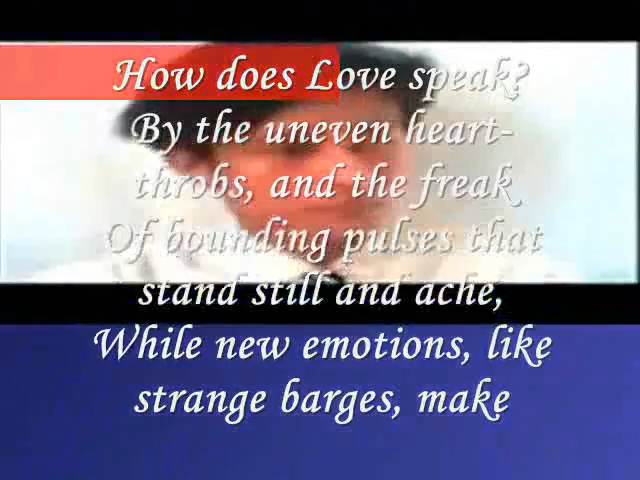 How does Love speak?
By the uneven heart-
throbs, and the freak
Of bounding pulses that
stand still and ache,
While new emotions, like
strange barges, make